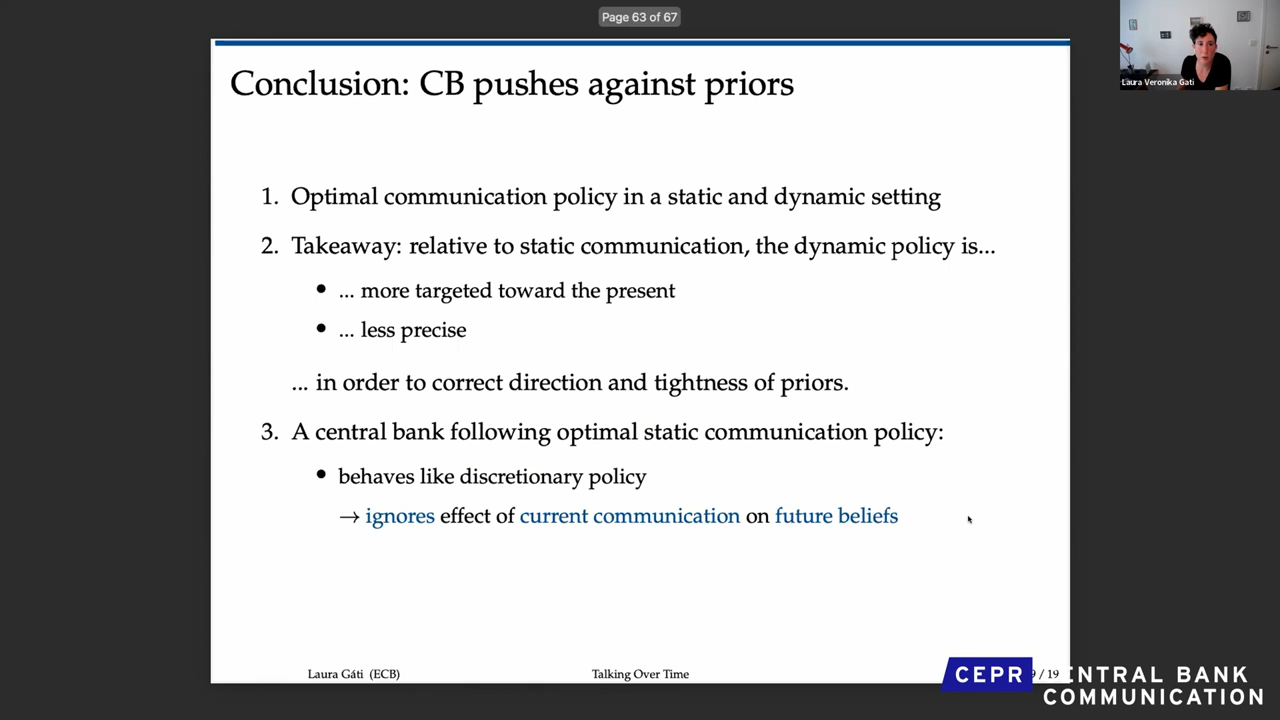 Page 63 of 67
Laura Veronika Gati
Conclusion: CB pushes against priors
1. Optimal communication policy in a static and dynamic setting
2. Takeaway: relative to static communication, the dynamic policy is...
• ... more targeted toward the present
• ... less precise
... in order to correct direction and tightness of priors.
3. A central bank following optimal static communication policy:
• behaves like discretionary policy
→ ignores effect of current communication on future beliefs
Laura Gáti (ECB) Talking Over Time 9 / 19
CEPR
ENTRAL BANK
COMMUNICATION